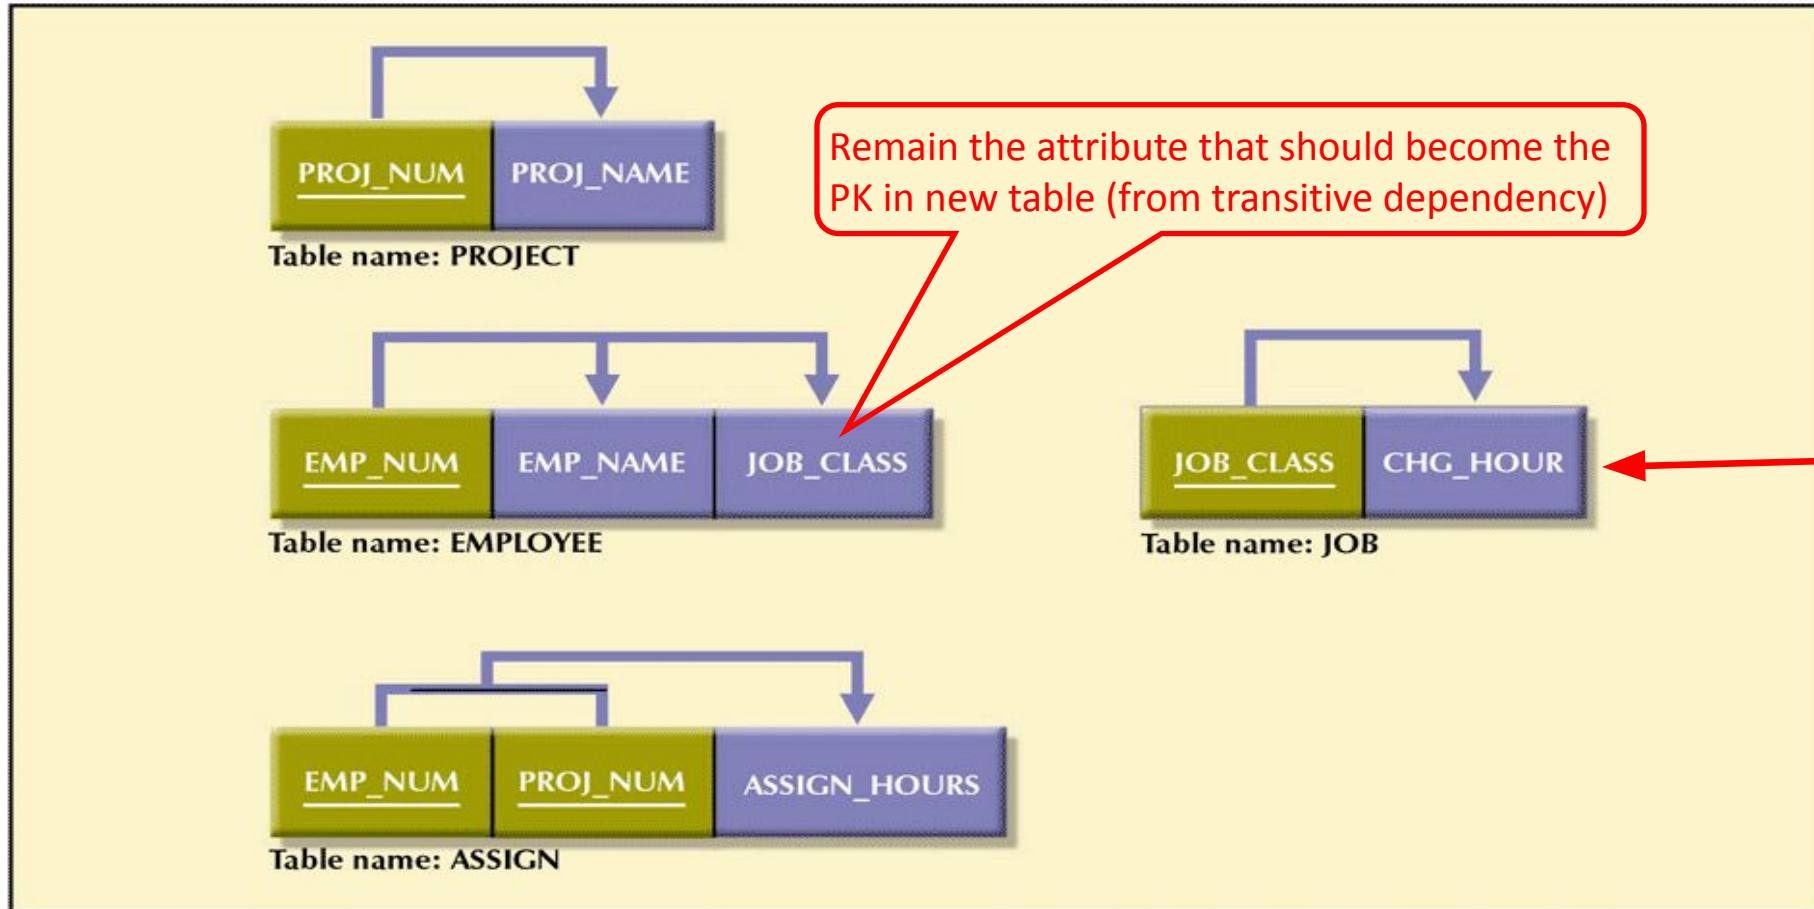 PROJ_NUM PROJ_NAME
Table name: PROJECT
Remain the attribute that should become the
PK in new table (from transitive dependency)
EMP_NUM EMP_NAME JOB_CLASS
Table name: EMPLOYEE
JOB_CLASS CHG_HOUR
Table name: JOB
EMP_NUM PROJ_NUM ASSIGN_HOURS
Table name: ASSIGN